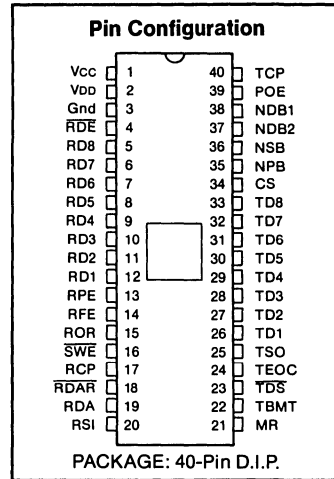 Pin Configuration
VCC 1 40 TCP
VDD 2 39 POE
Gnd 3 38 NDB1
R̅D̅E̅ 4 37 NDB2
RD8 5 36 NSB
RD7 6 35 NPB
RD6 7 34 CS
RD5 8 33 TD8
RD4 9 32 TD7
RD3 10 31 TD6
RD2 11 30 TD5
RD1 12 29 TD4
RPE 13 28 TD3
RFE 14 27 TD2
ROR 15 26 TD1
S̅W̅E̅ 16 25 TSO
RCP 17 24 TEOC
R̅D̅A̅R̅ 18 23 T̅D̅S̅
RDA 19 22 TBMT
RSI 20 21 MR
PACKAGE: 40-Pin D.I.P.